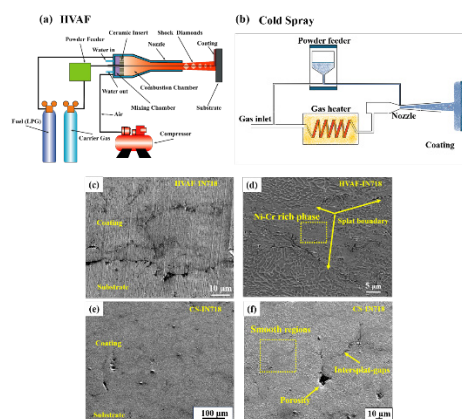 (a) HVAF
Ceramic Insert
Shock Diamonds
Coating
Powder Feeder
Water in
Nozzle
Combustion Chamber
Water out
Mixing Chamber
Substrate
Air
Compressor
Fuel (LPG)
Carrier Gas
(b) Cold Spray
Powder feeder
Gas heater
Gas inlet
Nozzle
Coating
(c) HVAF-IN718
Coating
Substrate
10 µm
(d) HVAF-IN718
Ni-Cr rich phase
Splat boundary
5 µm
(e) CS-IN718
Coating
Substrate
100 µm
(f) CS-IN718
Smooth regions
Intersplat-gaps
Porosity
10 µm